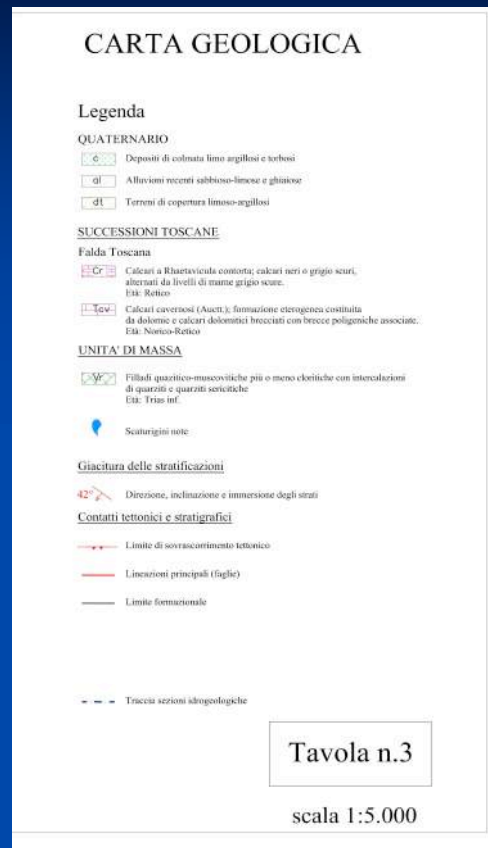 CARTA GEOLOGICA
Legenda
QUATERNARIO
c Depositi di colmata limo argillosi e torbosi
al Alluvioni recenti sabbioso-limose e ghiaiose
dt Terreni di copertura limoso-argillosi
SUCCESSIONI TOSCANE
Falda Toscana
Cr Calcari a Rhaetavicula contorta; calcari neri o grigio scuri,
alternati da livelli di marne grigio scure.
Età: Retico
Tcv Calcari cavernosi (Auctt.); formazione eterogenea costituita
da dolomie e calcari dolomitici brecciati con brecce poligeniche associate.
Età: Norico-Retico
UNITA' DI MASSA
Vr Filladi quazitico-muscovitiche più o meno cloritiche con intercalazioni
di quarziti e quarziti sericitiche
Età: Trias inf.
Scaturigini note
Giacitura delle stratificazioni
42° Direzione, inclinazione e immersione degli strati
Contatti tettonici e stratigrafici
Limite di sovrascorrimento tettonico
Lineazioni principali (faglie)
Limite formazionale
Traccia sezioni idrogeologiche
Tavola n.3
scala 1:5.000